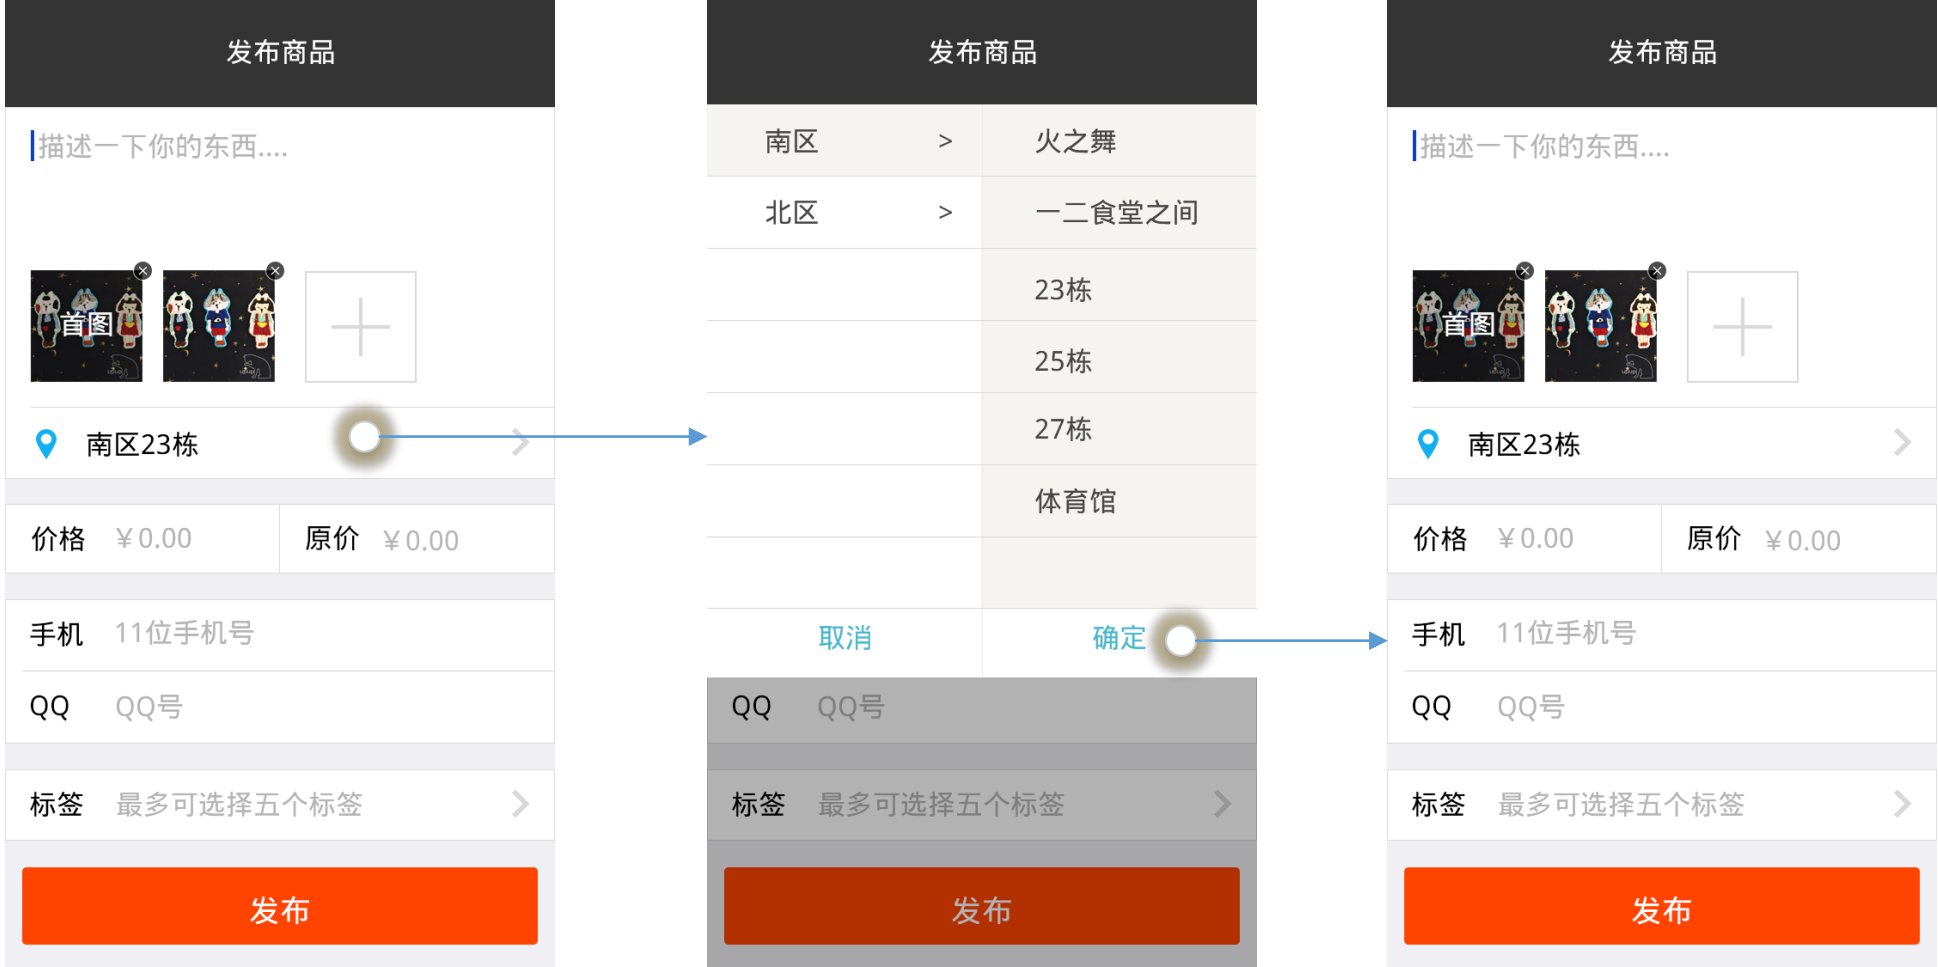 发布商品
描述一下你的东西....
首图
南区23栋
价格 ￥0.00 原价 ￥0.00
手机 11位手机号
QQ QQ号
标签 最多可选择五个标签
发布
发布商品
南区 > 火之舞
北区 > 一二食堂之间
23栋
25栋
27栋
体育馆
取消 确定
QQ QQ号
标签 最多可选择五个标签
发布
发布商品
描述一下你的东西....
首图
南区23栋
价格 ￥0.00 原价 ￥0.00
手机 11位手机号
QQ QQ号
标签 最多可选择五个标签
发布